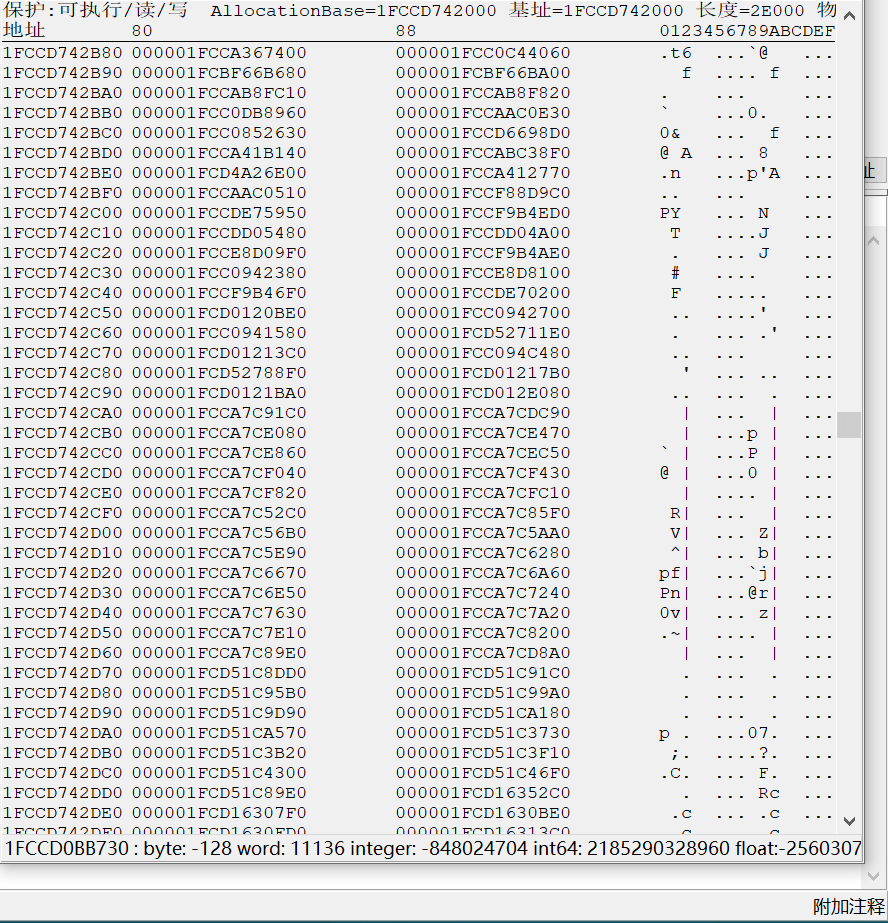 保护:可执行/读/写 AllocationBase=1FCCD742000 基址=1FCCD742000 长度=2E000 物
地址 80 88 0123456789ABCDEF
1FCCD742B80 000001FCCA367400 000001FCC0C44060 .t6 ...`@ ...
1FCCD742B90 000001FCBF66B680 000001FCBF66BA00 f .... f ...
1FCCD742BA0 000001FCCAB8FC10 000001FCCAB8F820 . ... ...
1FCCD742BB0 000001FCC0DB8960 000001FCCAAC0E30 ` ...0. ...
1FCCD742BC0 000001FCC0852630 000001FCCD6698D0 0& ... f ...
1FCCD742BD0 000001FCCA41B140 000001FCCABC38F0 @ A ... 8 ...
1FCCD742BE0 000001FCD4A26E00 000001FCCA412770 .n ...p'A ...
1FCCD742BF0 000001FCCAAC0510 000001FCCF88D9C0 .. ... ...
1FCCD742C00 000001FCCDE75950 000001FCCF9B4ED0 PY ... N ...
1FCCD742C10 000001FCCDD05480 000001FCCDD04A00 T ....J ...
1FCCD742C20 000001FCCE8D09F0 000001FCCF9B4AE0 . ... J ...
1FCCD742C30 000001FCC0942380 000001FCCE8D8100 # .... ...
1FCCD742C40 000001FCCF9B46F0 000001FCCDE70200 F ..... ...
1FCCD742C50 000001FCD0120BE0 000001FCC0942700 .. ....' ...
1FCCD742C60 000001FCC0941580 000001FCD52711E0 . ... .' ...
1FCCD742C70 000001FCD01213C0 000001FCC094C480 .. ... ...
1FCCD742C80 000001FCD52788F0 000001FCD01217B0 ' ... .. ...
1FCCD742C90 000001FCD0121BA0 000001FCD012E080 .. ... . ...
1FCCD742CA0 000001FCCA7C91C0 000001FCCA7CDC90 | ... | ...
1FCCD742CB0 000001FCCA7CE080 000001FCCA7CE470 | ...p | ...
1FCCD742CC0 000001FCCA7CE860 000001FCCA7CEC50 ` | ...P | ...
1FCCD742CD0 000001FCCA7CF040 000001FCCA7CF430 @ | ...0 | ...
1FCCD742CE0 000001FCCA7CF820 000001FCCA7CFC10 | .... | ...
1FCCD742CF0 000001FCCA7C52C0 000001FCCA7C85F0 R| ... | ...
1FCCD742D00 000001FCCA7C56B0 000001FCCA7C5AA0 V| ... Z| ...
1FCCD742D10 000001FCCA7C5E90 000001FCCA7C6280 ^| ... b| ...
1FCCD742D20 000001FCCA7C6670 000001FCCA7C6A60 pf| ...`j| ...
1FCCD742D30 000001FCCA7C6E50 000001FCCA7C7240 Pn| ...@r| ...
1FCCD742D40 000001FCCA7C7630 000001FCCA7C7A20 0v| ... z| ...
1FCCD742D50 000001FCCA7C7E10 000001FCCA7C8200 .~| .... | ...
1FCCD742D60 000001FCCA7C89E0 000001FCCA7CD8A0 | ... | ...
1FCCD742D70 000001FCD51C8DD0 000001FCD51C91C0 . ... . ...
1FCCD742D80 000001FCD51C95B0 000001FCD51C99A0 . ... . ...
1FCCD742D90 000001FCD51C9D90 000001FCD51CA180 . ... . ...
1FCCD742DA0 000001FCD51CA570 000001FCD51C3730 p . ...07. ...
1FCCD742DB0 000001FCD51C3B20 000001FCD51C3F10 ;. ....?. ...
1FCCD742DC0 000001FCD51C4300 000001FCD51C46F0 .C. ... F. ...
1FCCD742DD0 000001FCD51C89E0 000001FCD16352C0 . ... Rc ...
1FCCD742DE0 000001FCD16307F0 000001FCD1630BE0 .c ... .c ...
1FCCD742DF0 000001FCD1630FD0 000001FCD16313C0 .c ... .c ...
1FCCD0BB730 : byte: -128 word: 11136 integer: -848024704 int64: 2185290328960 float:-2560307
址
附加注释